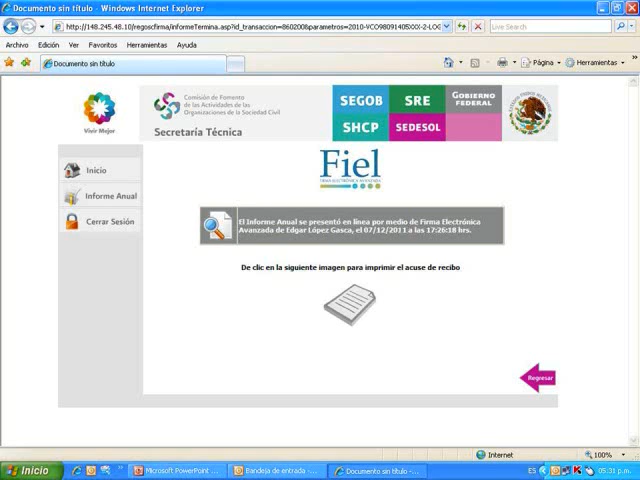 Documento sin título - Windows Internet Explorer
http://148.245.48.10/regoscfirma/informeTermina.asp?id_transaccion=860200&parametros=2010-VCO98091405XXX-2-LOG
Live Search
Archivo Edición Ver Favoritos Herramientas Ayuda
Documento sin título
Página
Herramientas
Vivir Mejor
Comisión de Fomento
de las Actividades de las
Organizaciones de la Sociedad Civil
Secretaría Técnica
SEGOB SRE GOBIERNO
FEDERAL
SHCP SEDESOL
Fiel
Inicio
Informe Anual
Cerrar Sesión
El Informe Anual se presentó en línea por medio de Firma Electrónica
Avanzada de Edgar López Gasca, el 07/12/2011 a las 17:26:18 hrs.
De clic en la siguiente imagen para imprimir el acuse de recibo
Regresar
Internet
100%
Inicio
Microsoft PowerPoint ...
Bandeja de entrada -...
Documento sin título -...
ES
05:31 p.m.